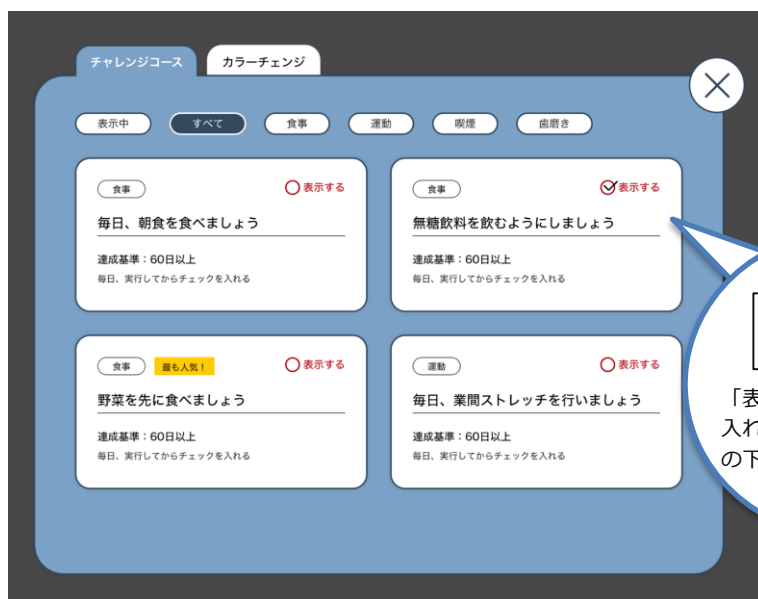 チャレンジコース
カラーチェンジ
表示中
すべて
食事
運動
喫煙
歯磨き
食事
表示する
毎日、朝食を食べましょう
達成基準：60日以上
毎日、実行してからチェックを入れる
食事
表示する
無糖飲料を飲むようにしましょう
達成基準：60日以上
毎日、実行してからチェックを入れる
食事
最も人気！
表示する
野菜を先に食べましょう
達成基準：60日以上
毎日、実行してからチェックを入れる
運動
表示する
毎日、業間ストレッチを行いましょう
達成基準：60日以上
毎日、実行してからチェックを入れる
「表
入れ
の下